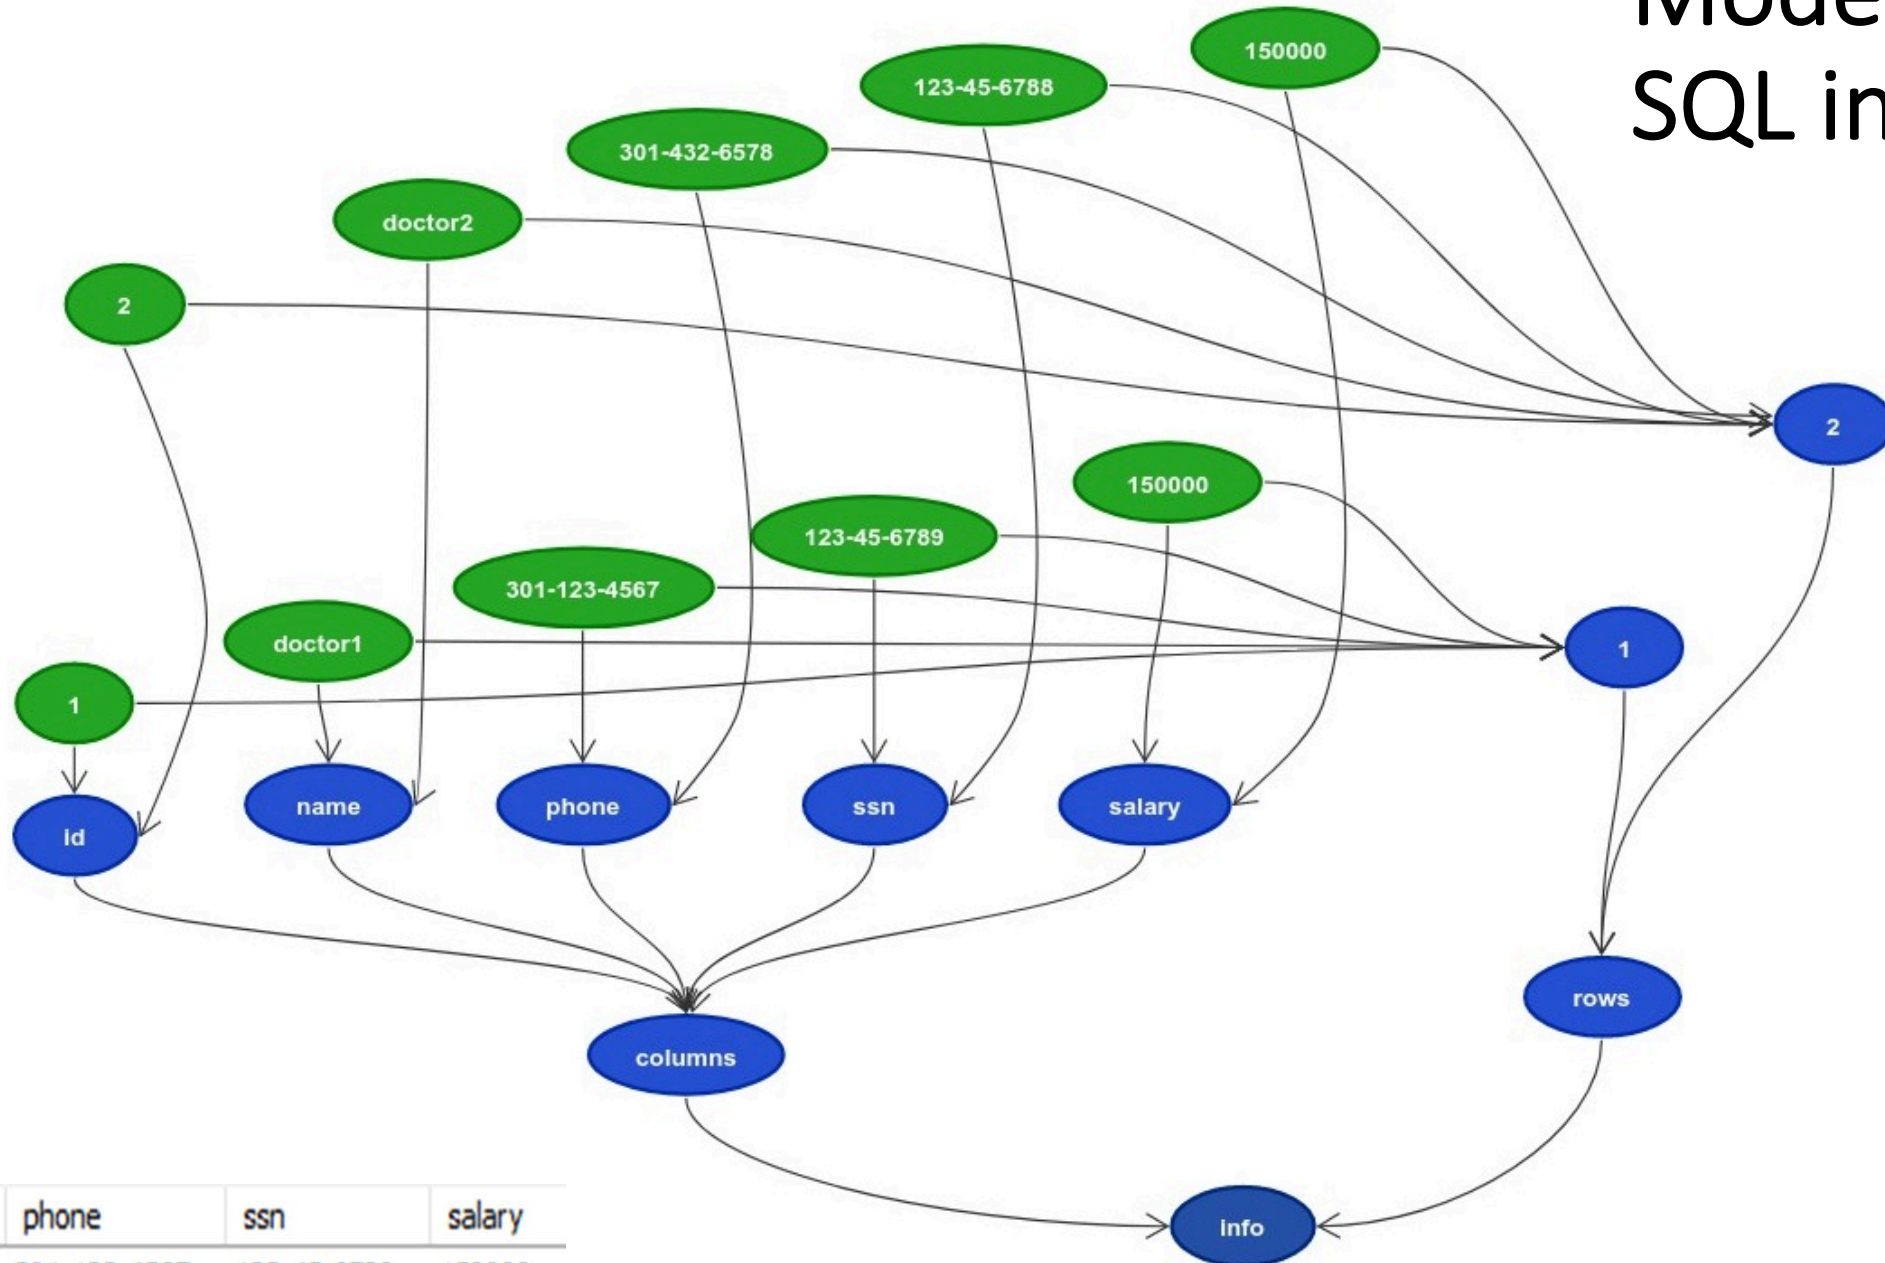 Mode
SQL in
150000
123-45-6788
301-432-6578
doctor2
2
2
150000
123-45-6789
301-123-4567
doctor1
1
1
id
name
phone
ssn
salary
columns
rows
info
phone ssn salary